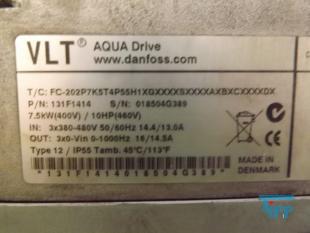 VLT® AQUA Drive
www.danfoss.com
T/C: FC-202P7K5T4P55H1XGXXXXSXXXXAXBXCXXXXDX
P/N: 131F1414 S/N: 018504G389
7.5kW(400V) / 10HP(460V)
IN: 3x380-480V 50/60Hz 14.4/13.0A
OUT: 3x0-Vin 0-1000Hz 16/14.5A
Type 12 / IP55 Tamb. 45°C/113°F
MADE IN
DENMARK
*131F1414018504G389*